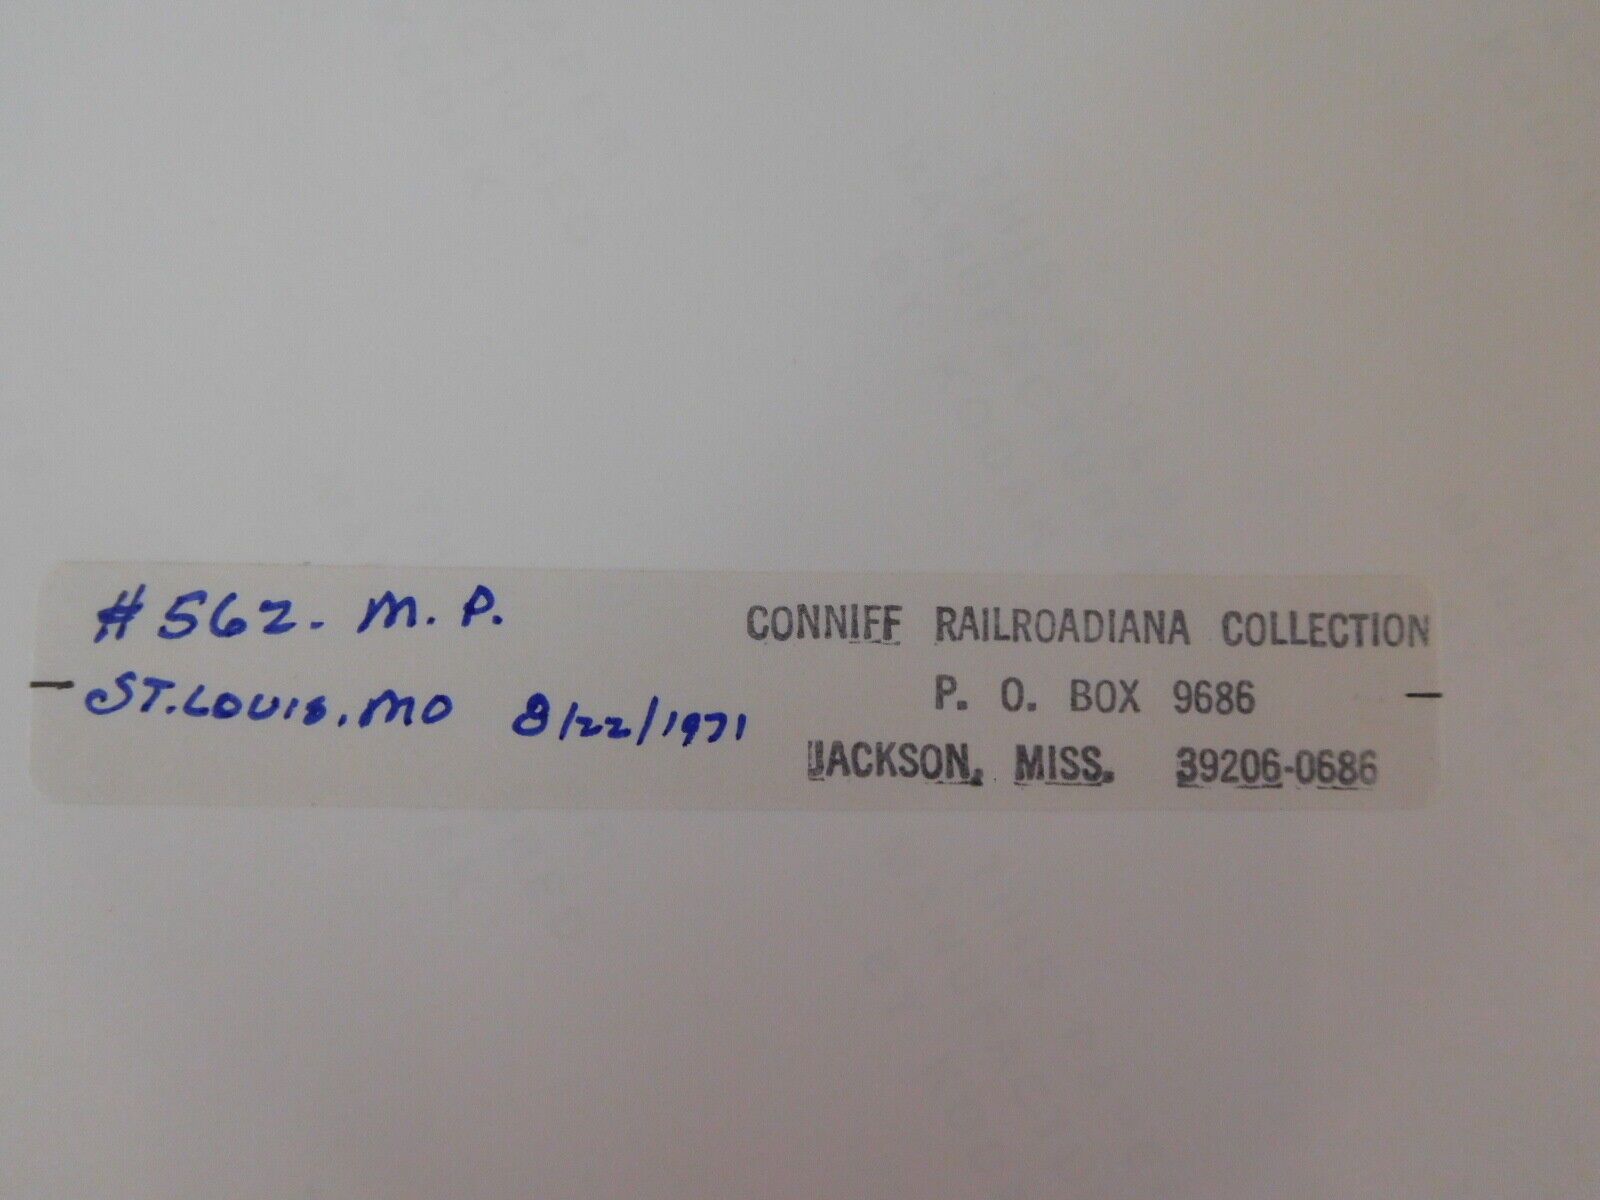 #562. M. P.
ST. LOUIS, MO 8/22/1971
CONNIFF RAILROADIANA COLLECTION
P. O. BOX 9686
JACKSON, MISS. 39206-0686